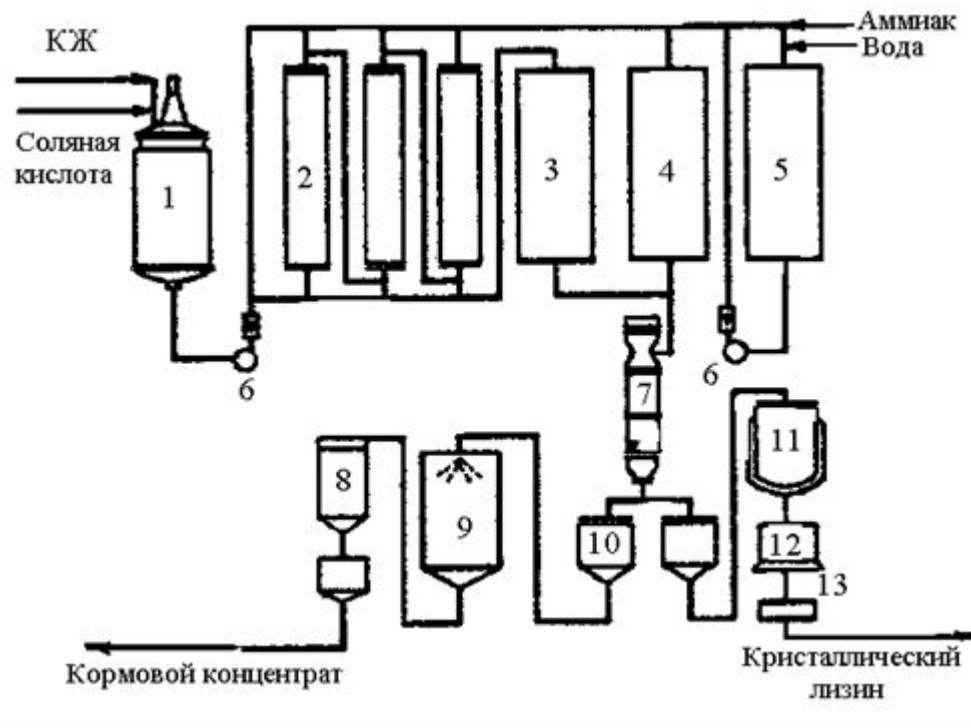 КЖ
Соляная
кислота
Аммиак
Вода
1
2
3
4
5
6
6
7
8
9
10
11
12
13
Кормовой концентрат
Кристаллический
лизин